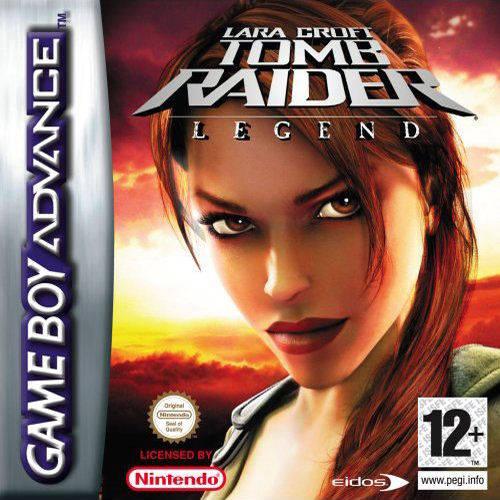 GAME BOY ADVANCE™
LARA CROFT
TOMB
RAIDER
LEGEND
Original
Nintendo
Seal of
Quality
LICENSED BY
Nintendo
eidos
12+
www.pegi.info